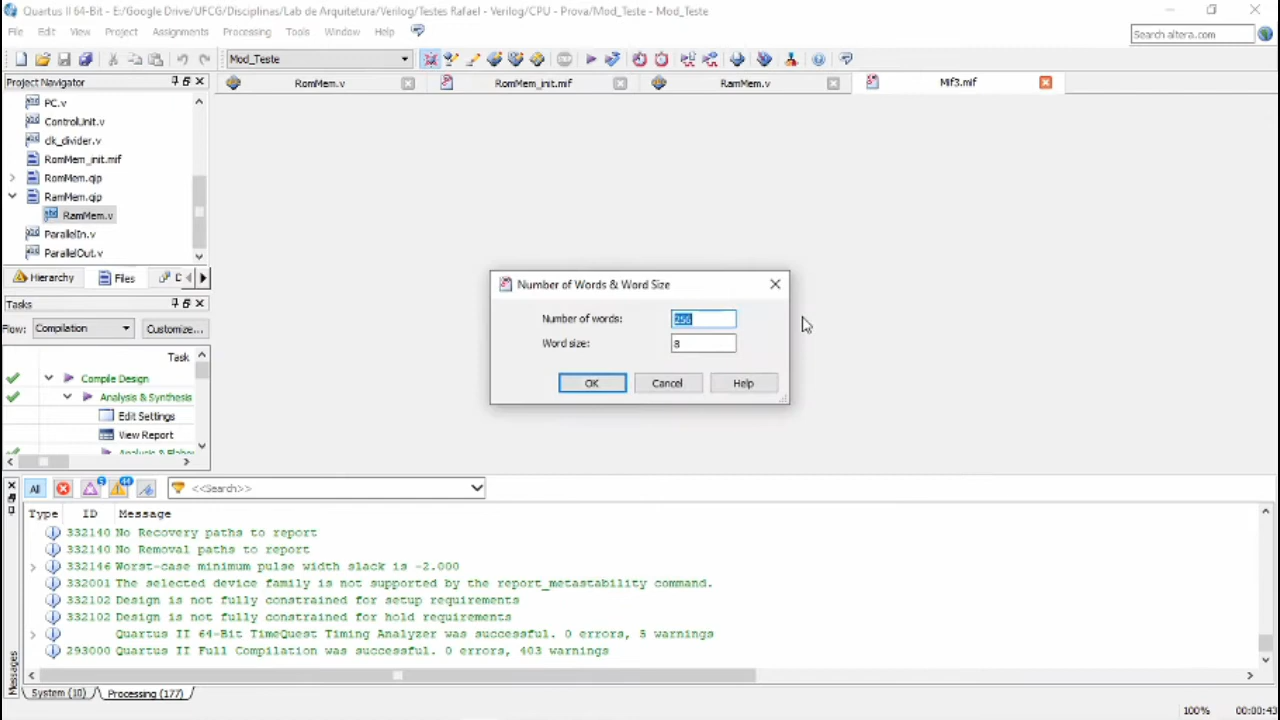 Quartus II 64-Bit - E:/Google Drive/UFCG/Disciplinas/Lab de Arquitetura/Verilog/Testes Rafael - Verilog/CPU - Prova/Mod_Teste - Mod_Teste
File Edit View Project Assignments Processing Tools Window Help
Search altera.com
Mod_Teste
Project Navigator
RomMem.v
RomMem_init.mif
RamMem.v
Mif3.mif
PC.v
ControlUnit.v
clk_divider.v
RomMem_init.mif
RomMem.qip
RamMem.qip
RamMem.v
ParallelIn.v
ParallelOut.v
Hierarchy
Files
Number of Words & Word Size
Number of words: 256
Word size: 8
OK Cancel Help
Tasks
Flow: Compilation Customize...
Task
Compile Design
Analysis & Synthesis
Edit Settings
View Report
All
<<Search>>
Type ID Message
332140 No Recovery paths to report
332140 No Removal paths to report
332146 Worst-case minimum pulse width slack is -2.000
332001 The selected device family is not supported by the report_metastability command.
332102 Design is not fully constrained for setup requirements
332102 Design is not fully constrained for hold requirements
Quartus II 64-Bit TimeQuest Timing Analyzer was successful. 0 errors, 5 warnings
293000 Quartus II Full Compilation was successful. 0 errors, 403 warnings
Messages
System (10) Processing (177)
100% 00:00:43